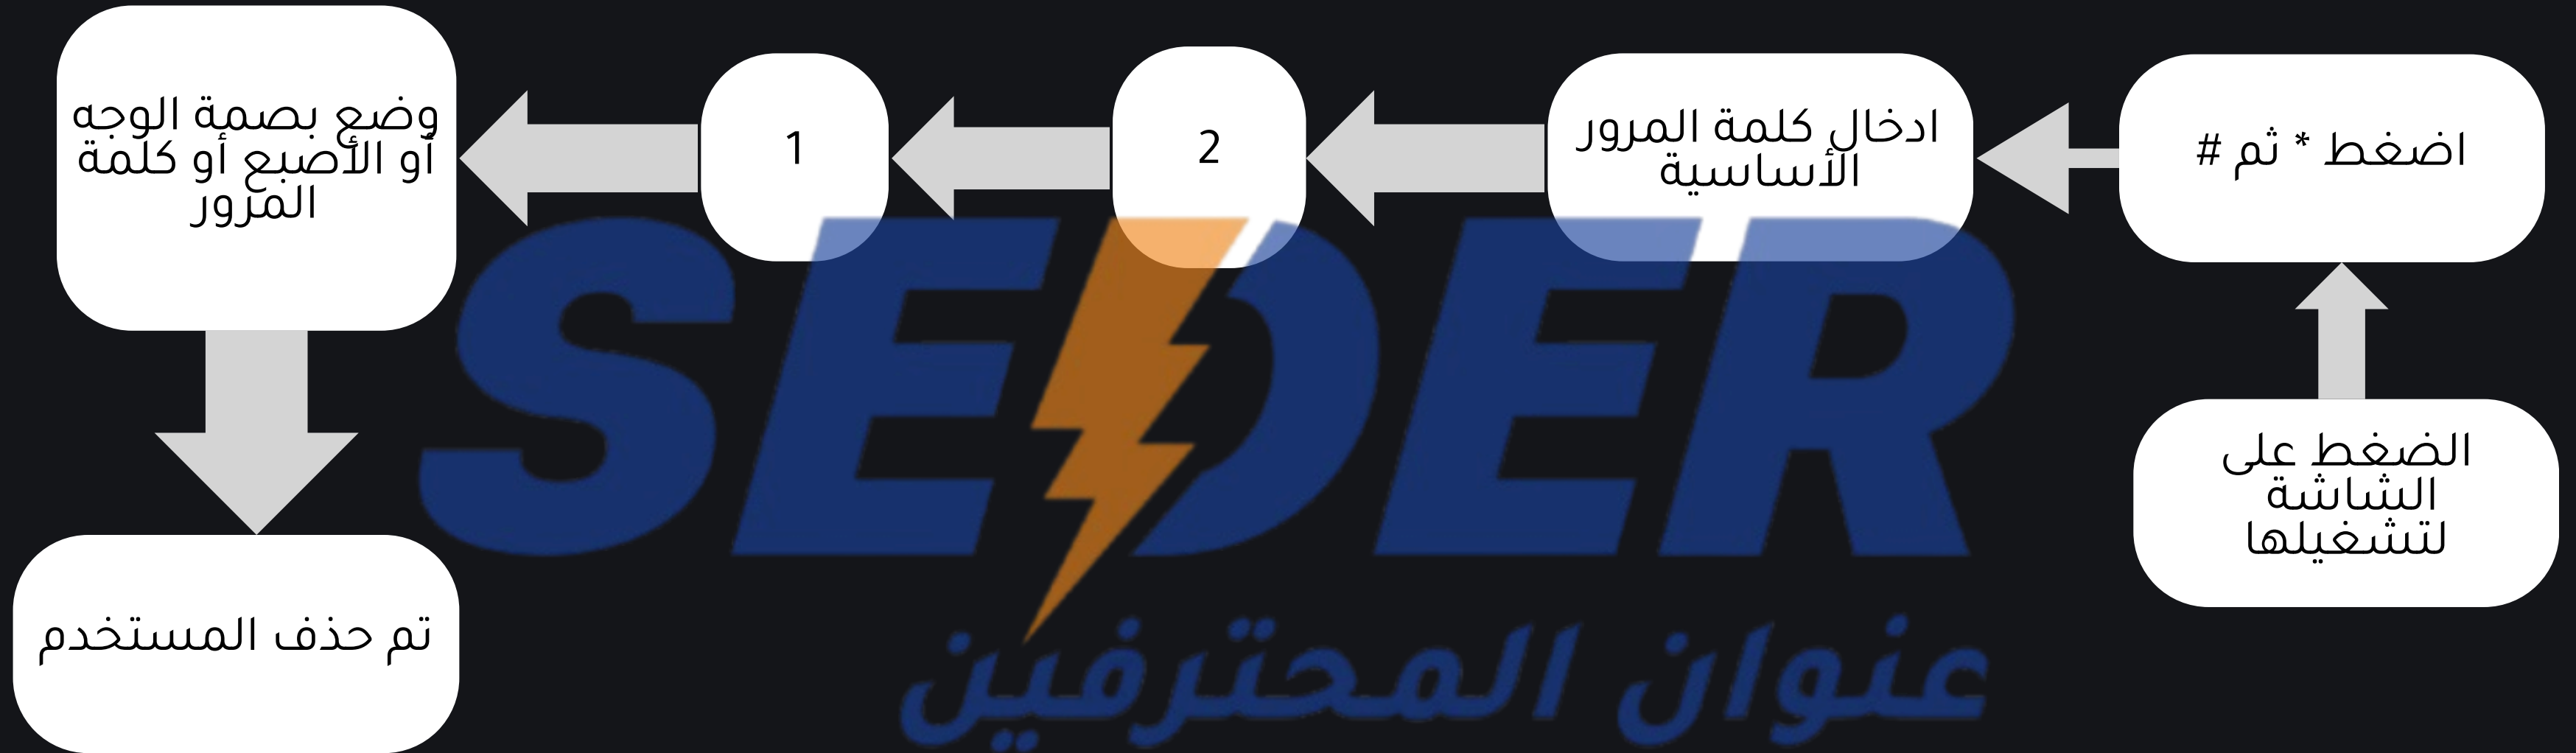 الضغط على
الشاشة
لتشغيلها
اضغط * ثم #
ادخال كلمة المرور
الأساسية
2
1
وضع بصمة الوجه
أو الأصبع أو كلمة
المرور
تم حذف المستخدم
SEDER
عنوان المحترفين